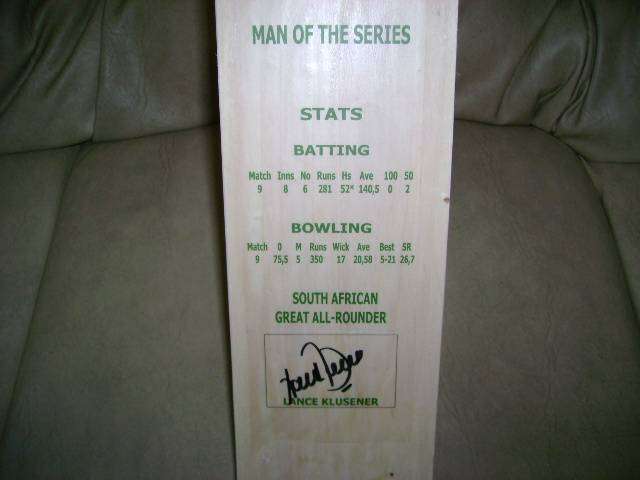 MAN OF THE SERIES
STATS
BATTING
Match Inns No Runs Hs Ave 100 50
9 8 6 281 52* 140,5 0 2
BOWLING
Match 0 M Runs Wick Ave Best SR
9 75,5 5 350 17 20,58 5-21 26,7
SOUTH AFRICAN
GREAT ALL-ROUNDER
LANCE KLUSENER